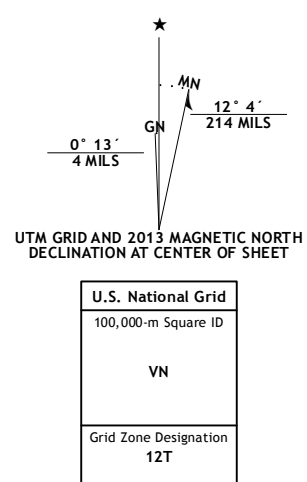 ★
MN
GN
12° 4´
214 MILS
0° 13´
4 MILS
UTM GRID AND 2013 MAGNETIC NORTH
DECLINATION AT CENTER OF SHEET
U.S. National Grid
100,000-m Square ID
VN
Grid Zone Designation
12T